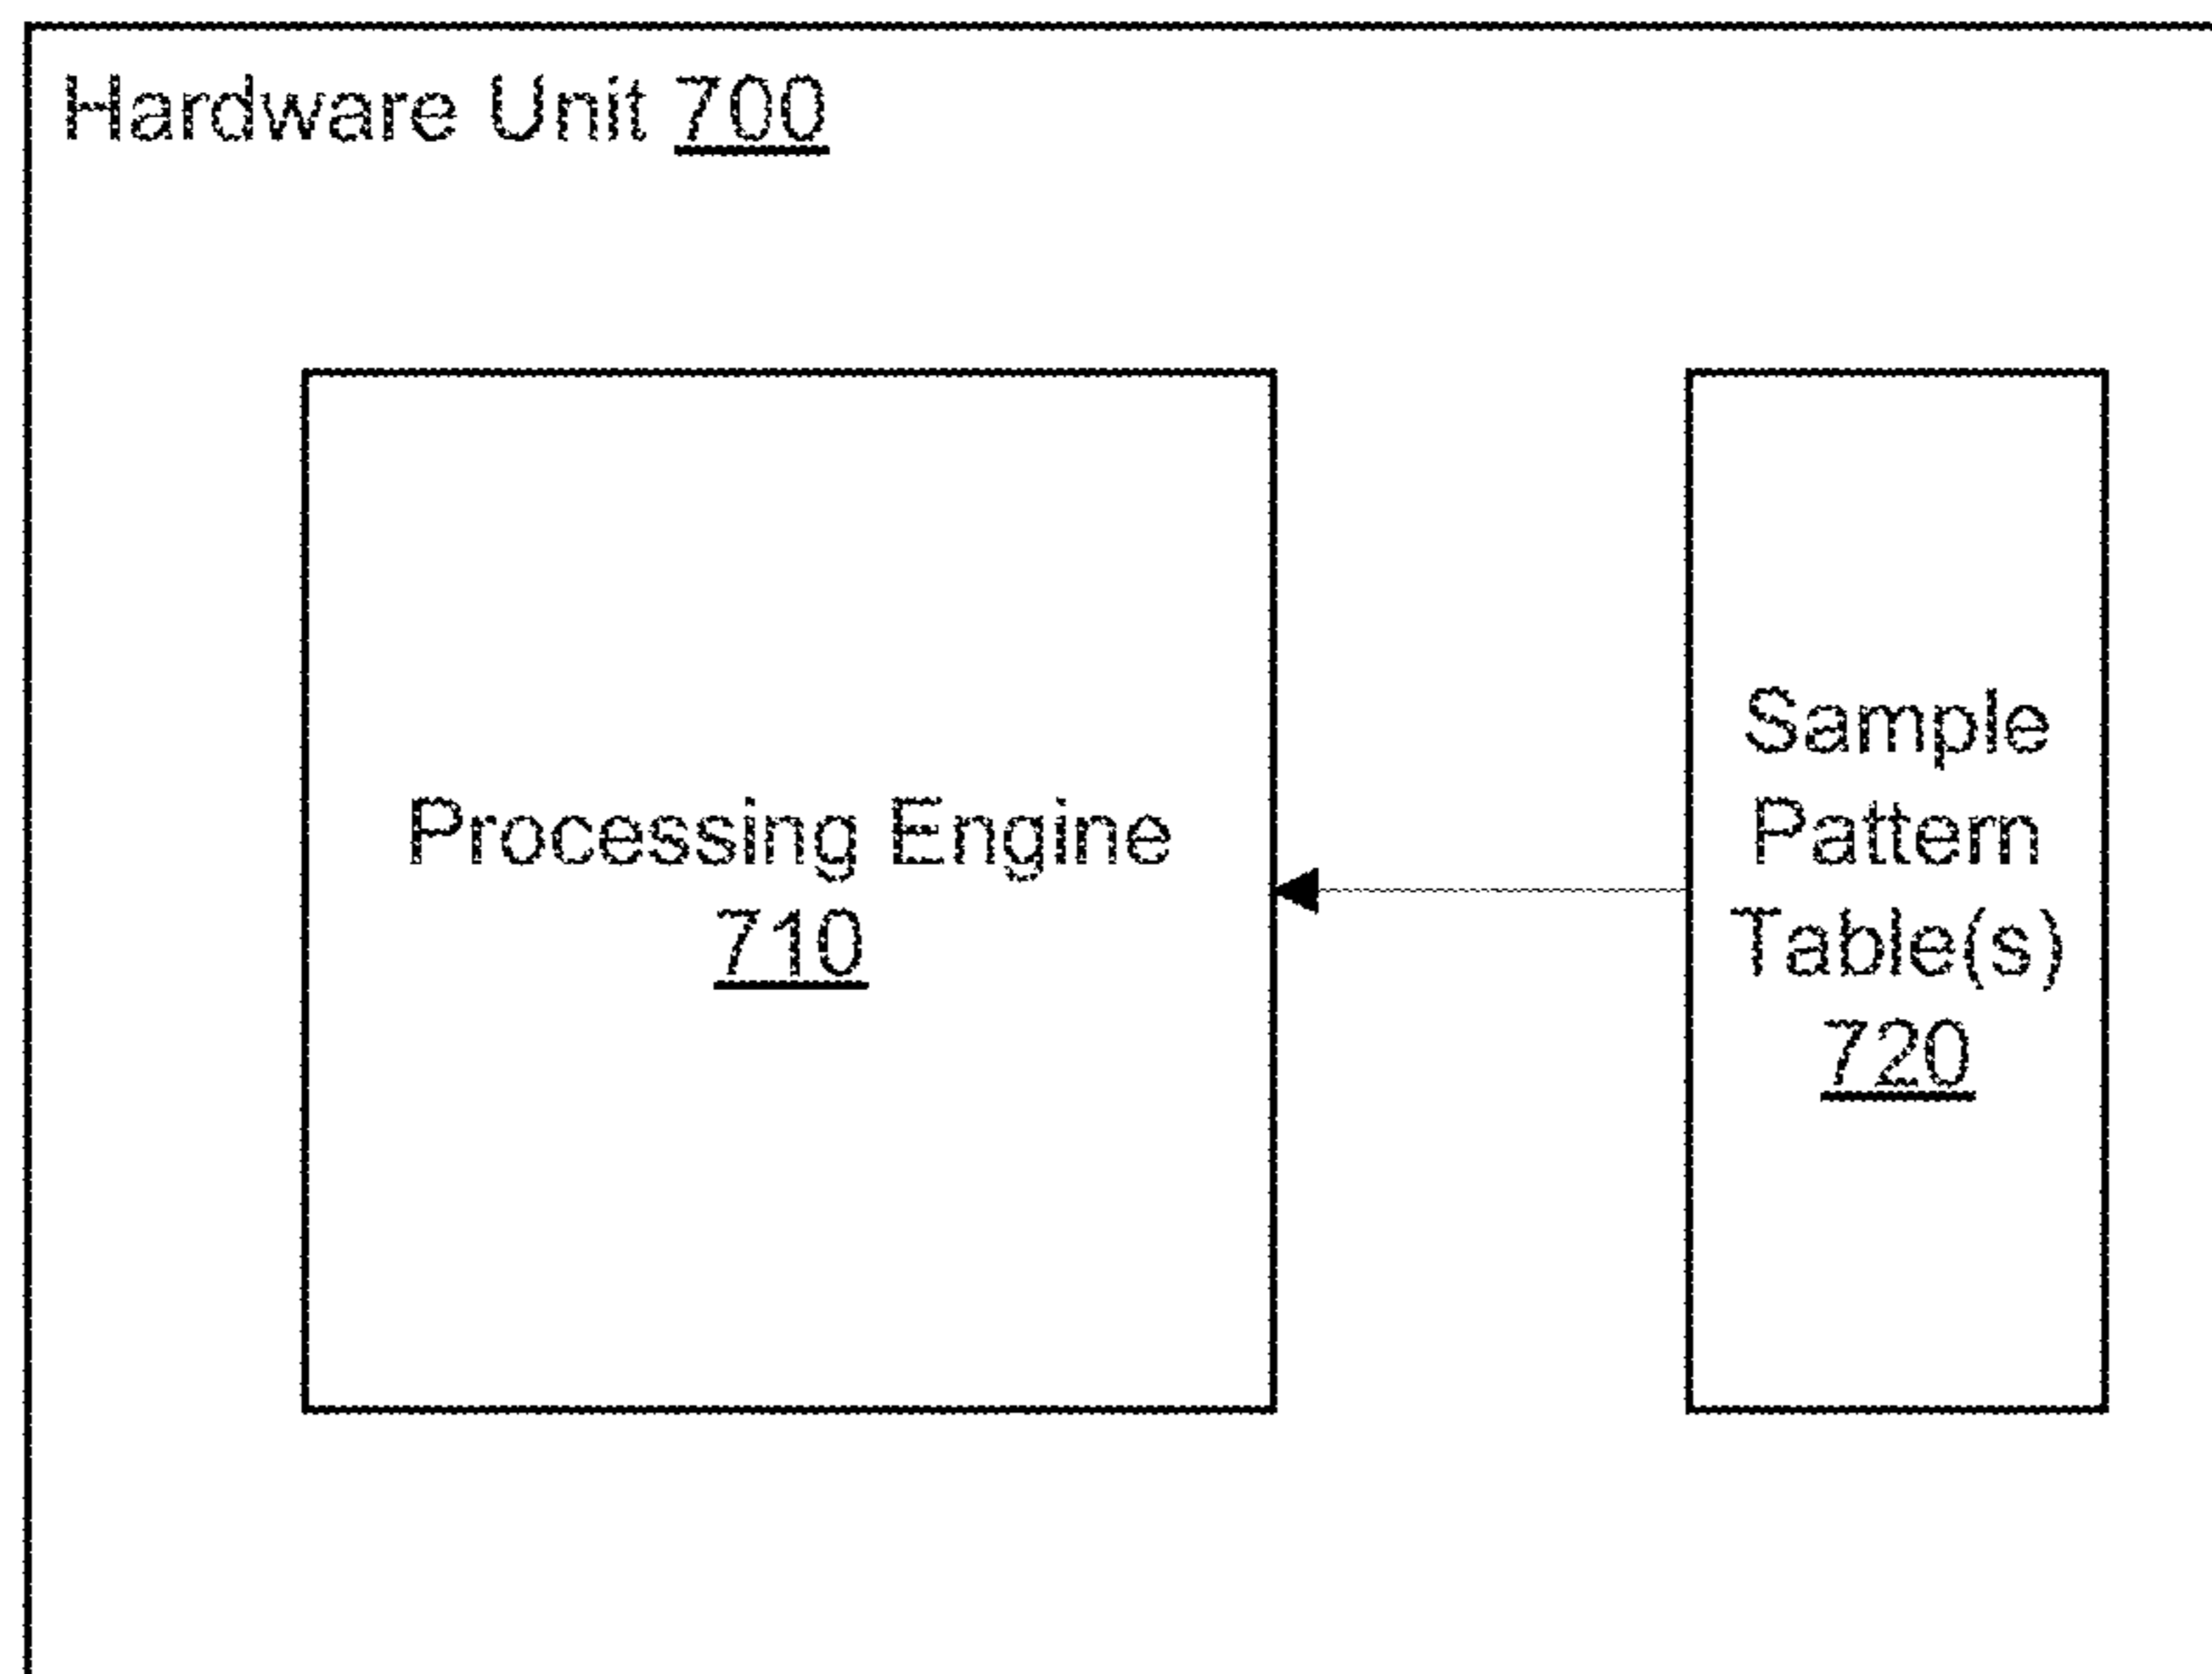 Hardware Unit 700
Processing Engine
710
Sample
Pattern
Table(s)
720